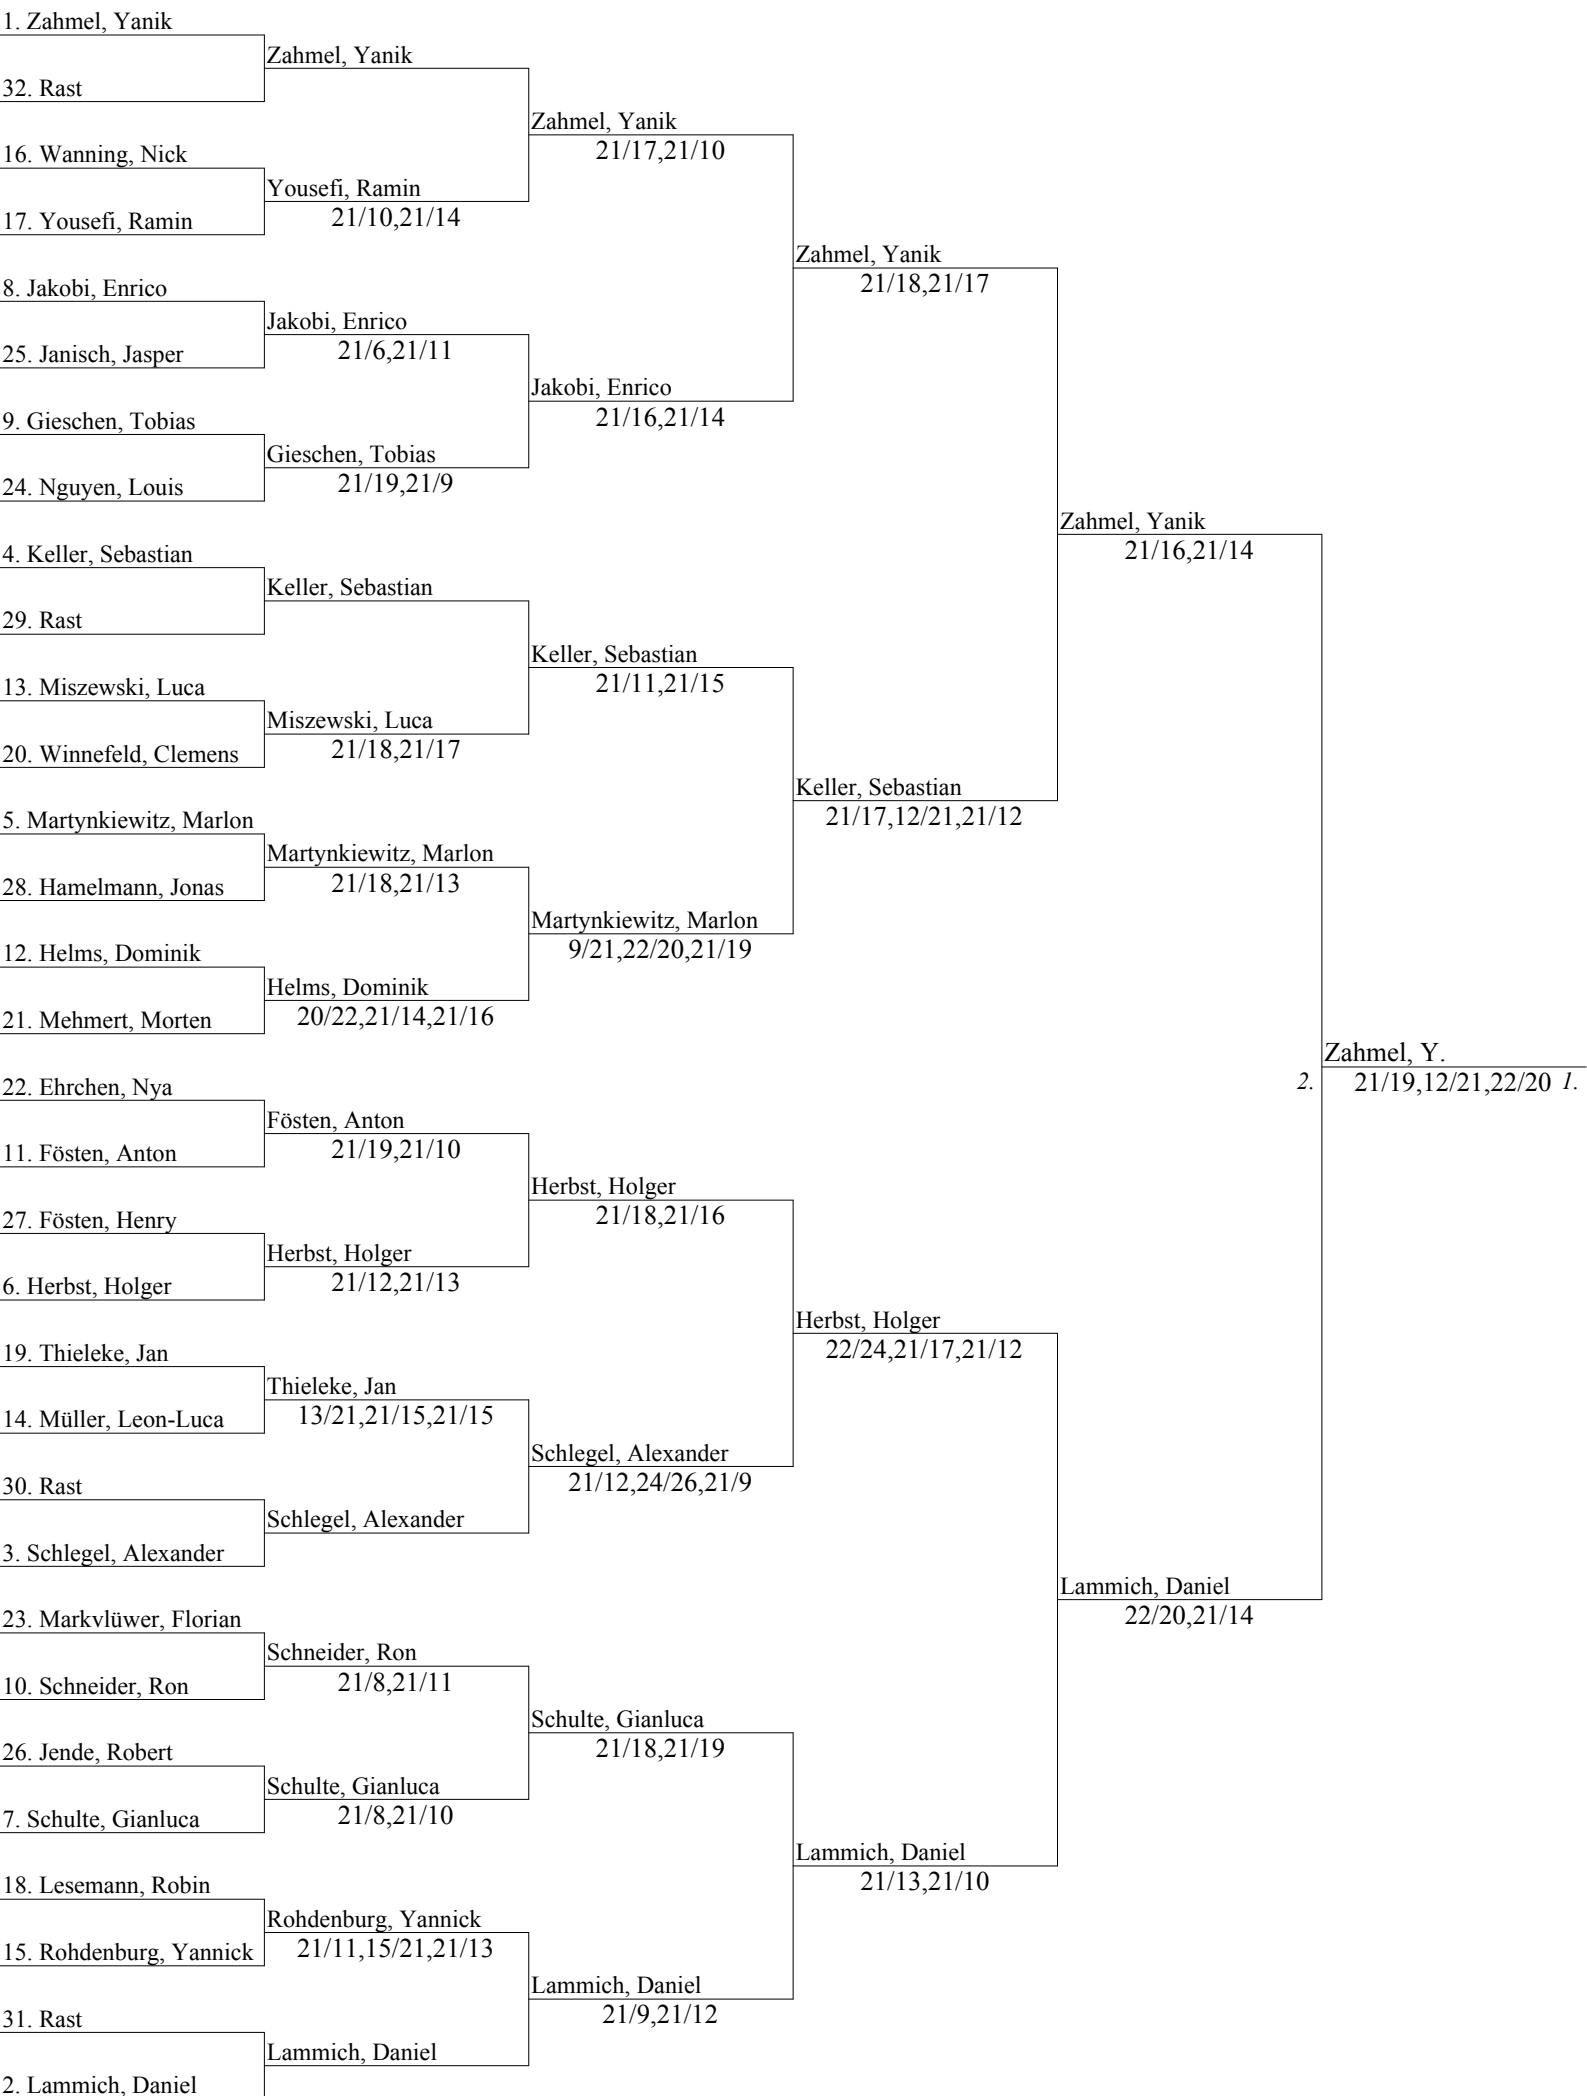 1. Zahmel, Yanik
Zahmel, Yanik
32. Rast
Zahmel, Yanik
21/17,21/10
16. Wanning, Nick
Yousefi, Ramin
21/10,21/14
17. Yousefi, Ramin
Zahmel, Yanik
21/18,21/17
8. Jakobi, Enrico
Jakobi, Enrico
21/6,21/11
25. Janisch, Jasper
Jakobi, Enrico
21/16,21/14
9. Gieschen, Tobias
Gieschen, Tobias
21/19,21/9
24. Nguyen, Louis
Zahmel, Yanik
21/16,21/14
4. Keller, Sebastian
Keller, Sebastian
29. Rast
Keller, Sebastian
21/11,21/15
13. Miszewski, Luca
Miszewski, Luca
21/18,21/17
20. Winnefeld, Clemens
Keller, Sebastian
21/17,12/21,21/12
5. Martynkiewitz, Marlon
Martynkiewitz, Marlon
21/18,21/13
28. Hamelmann, Jonas
Martynkiewitz, Marlon
9/21,22/20,21/19
12. Helms, Dominik
Helms, Dominik
20/22,21/14,21/16
21. Mehmert, Morten
Zahmel, Y.
2. 21/19,12/21,22/20 1.
22. Ehrchen, Nya
Fösten, Anton
21/19,21/10
11. Fösten, Anton
Herbst, Holger
21/18,21/16
27. Fösten, Henry
Herbst, Holger
21/12,21/13
6. Herbst, Holger
Herbst, Holger
22/24,21/17,21/12
19. Thieleke, Jan
Thieleke, Jan
13/21,21/15,21/15
14. Müller, Leon-Luca
Schlegel, Alexander
21/12,24/26,21/9
30. Rast
Schlegel, Alexander
3. Schlegel, Alexander
Lammich, Daniel
22/20,21/14
23. Markvlüwer, Florian
Schneider, Ron
21/8,21/11
10. Schneider, Ron
Schulte, Gianluca
21/18,21/19
26. Jende, Robert
Schulte, Gianluca
21/8,21/10
7. Schulte, Gianluca
Lammich, Daniel
21/13,21/10
18. Lesemann, Robin
Rohdenburg, Yannick
21/11,15/21,21/13
15. Rohdenburg, Yannick
Lammich, Daniel
21/9,21/12
31. Rast
Lammich, Daniel
2. Lammich, Daniel